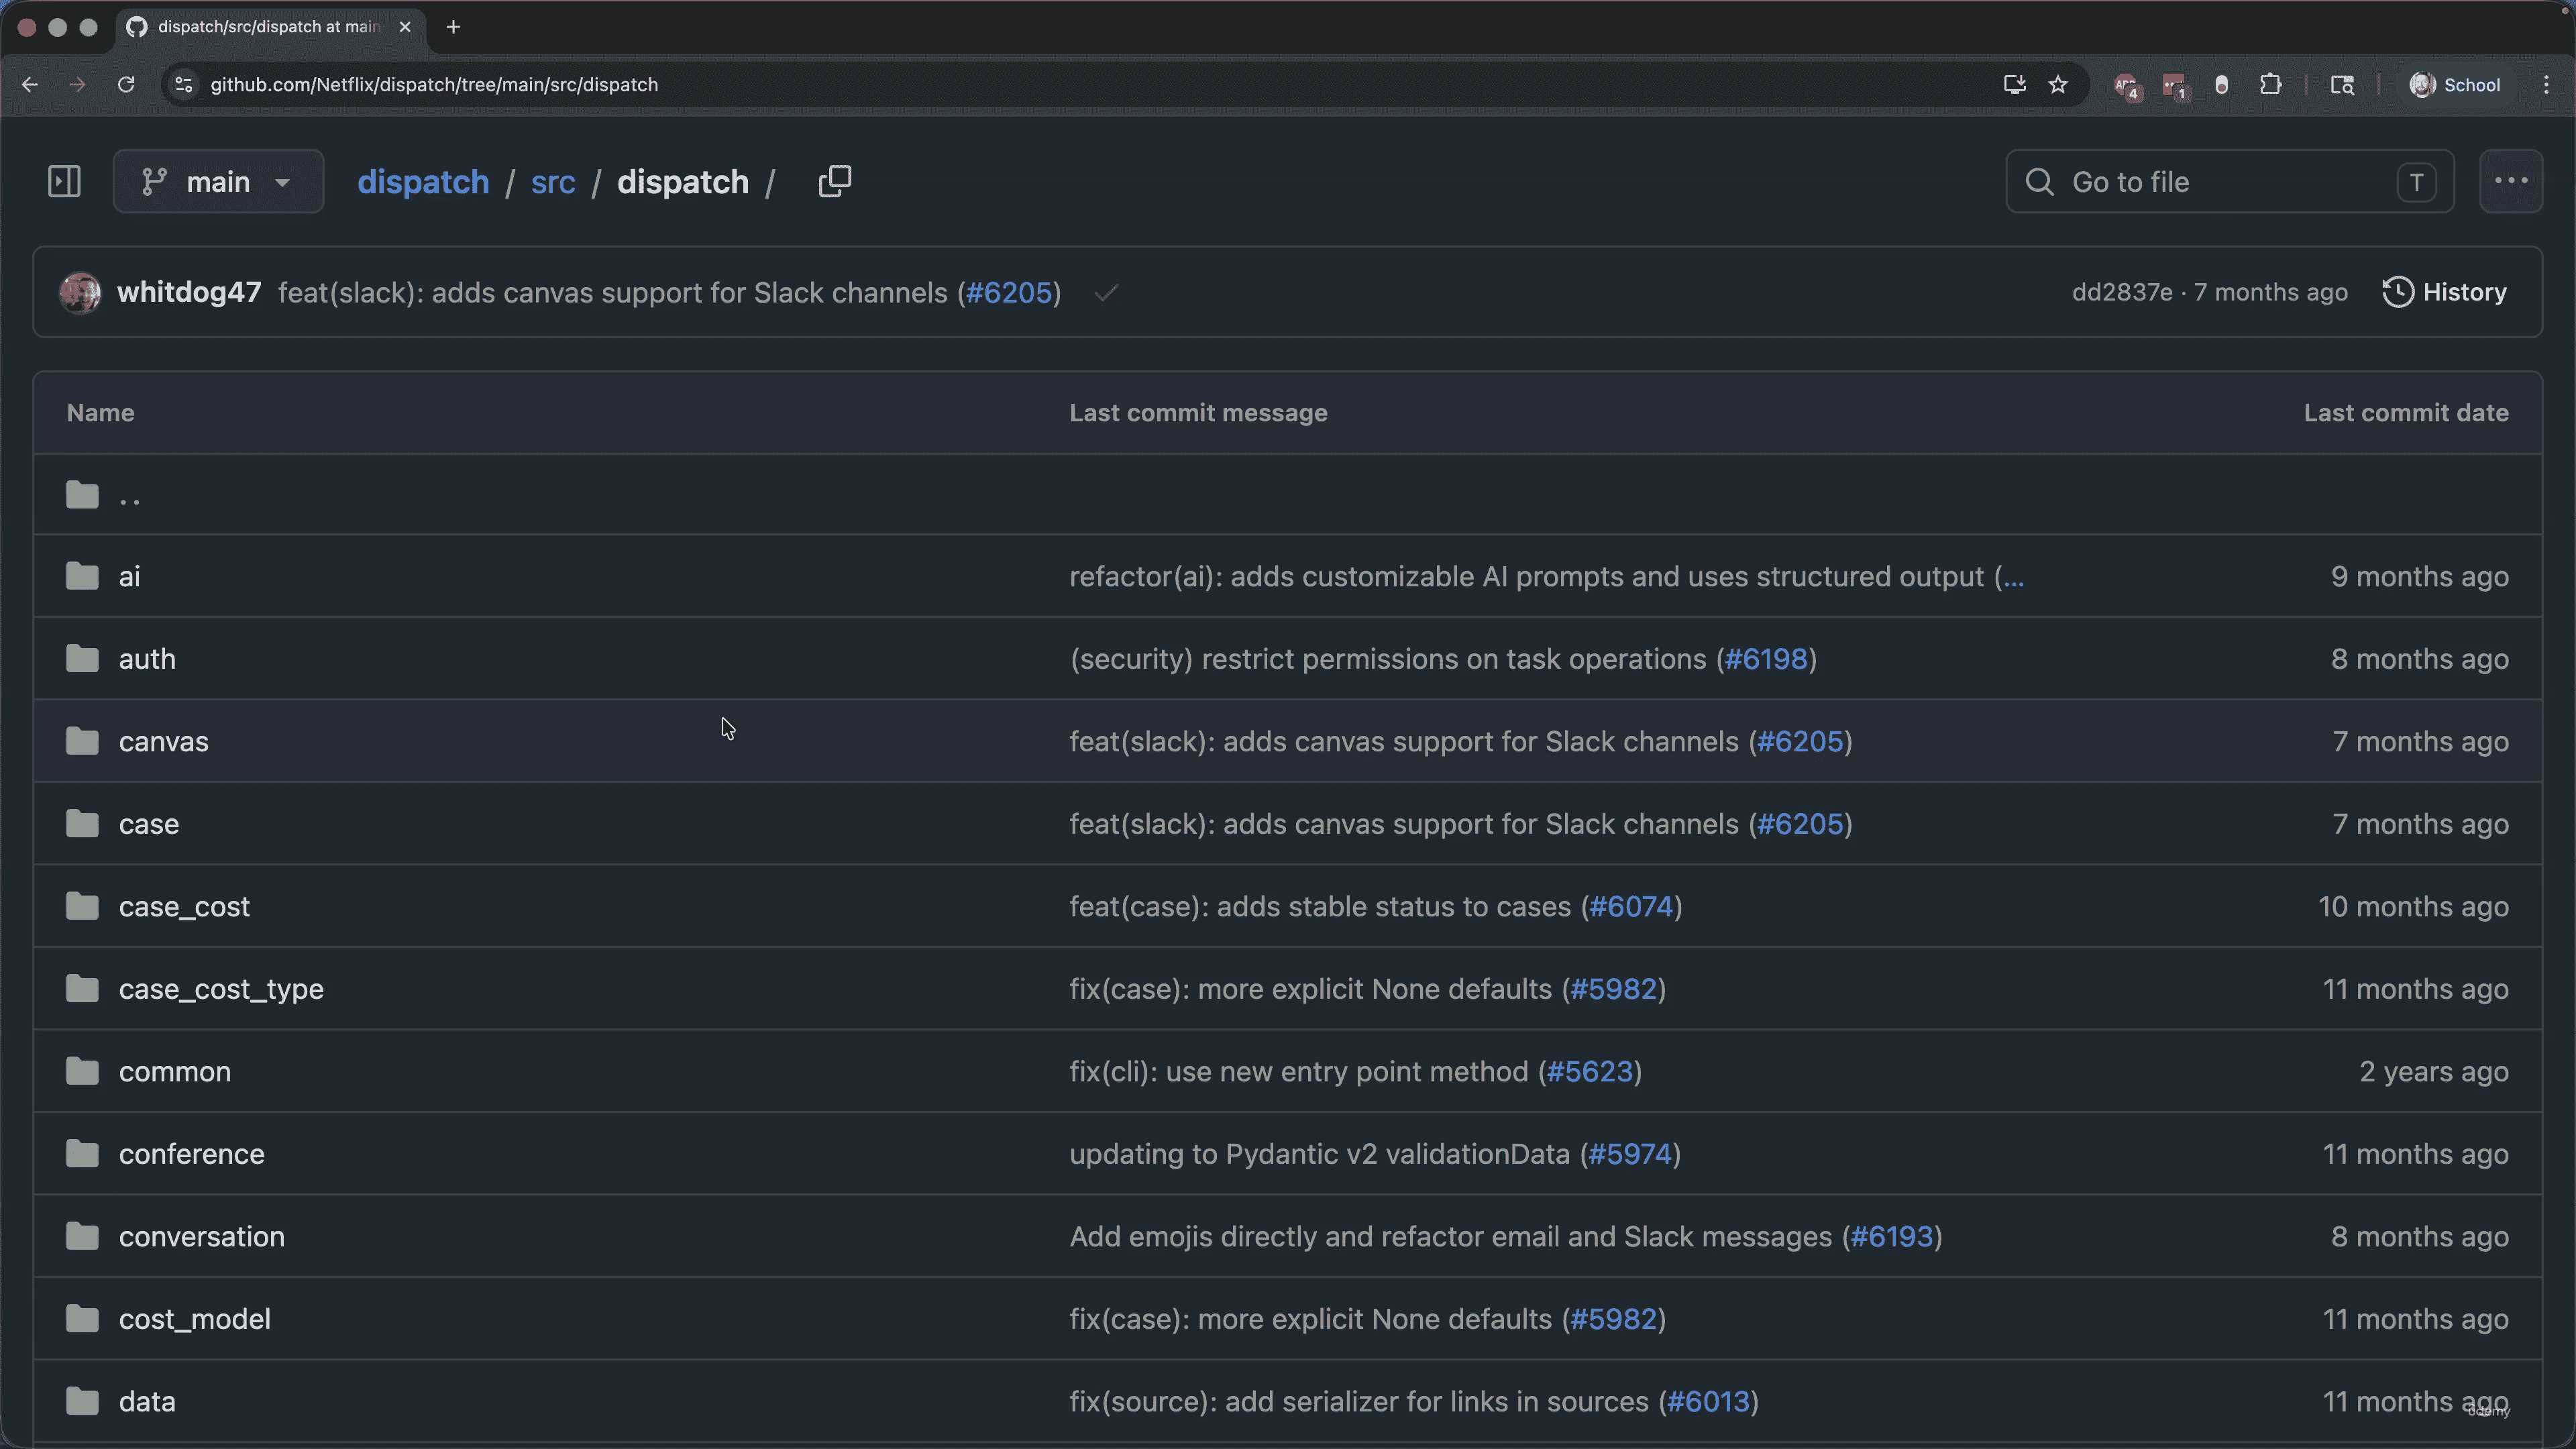 dispatch/src/dispatch at main
github.com/Netflix/dispatch/tree/main/src/dispatch
4
1
School
main
dispatch / src / dispatch /
Go to file
T
whitdog47 feat(slack): adds canvas support for Slack channels (#6205)
dd2837e · 7 months ago
History
Name Last commit message Last commit date
..
ai refactor(ai): adds customizable AI prompts and uses structured output (... 9 months ago
auth (security) restrict permissions on task operations (#6198) 8 months ago
canvas feat(slack): adds canvas support for Slack channels (#6205) 7 months ago
case feat(slack): adds canvas support for Slack channels (#6205) 7 months ago
case_cost feat(case): adds stable status to cases (#6074) 10 months ago
case_cost_type fix(case): more explicit None defaults (#5982) 11 months ago
common fix(cli): use new entry point method (#5623) 2 years ago
conference updating to Pydantic v2 validationData (#5974) 11 months ago
conversation Add emojis directly and refactor email and Slack messages (#6193) 8 months ago
cost_model fix(case): more explicit None defaults (#5982) 11 months ago
data fix(source): add serializer for links in sources (#6013) 11 months ago
udemy